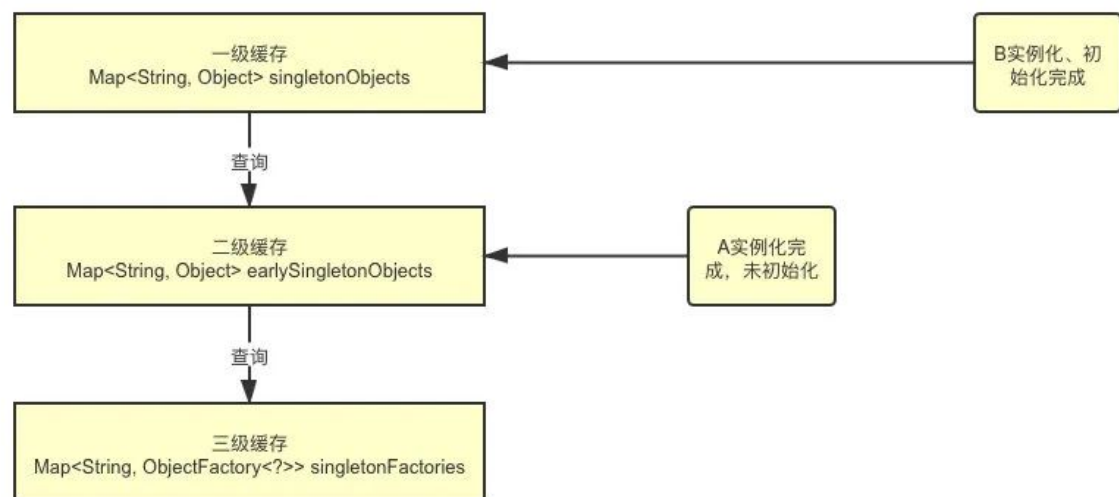 一级缓存
Map<String, Object> singletonObjects
B实例化、初
始化完成
查询
二级缓存
Map<String, Object> earlySingletonObjects
A实例化完
成，未初始化
查询
三级缓存
Map<String, ObjectFactory<?>> singletonFactories